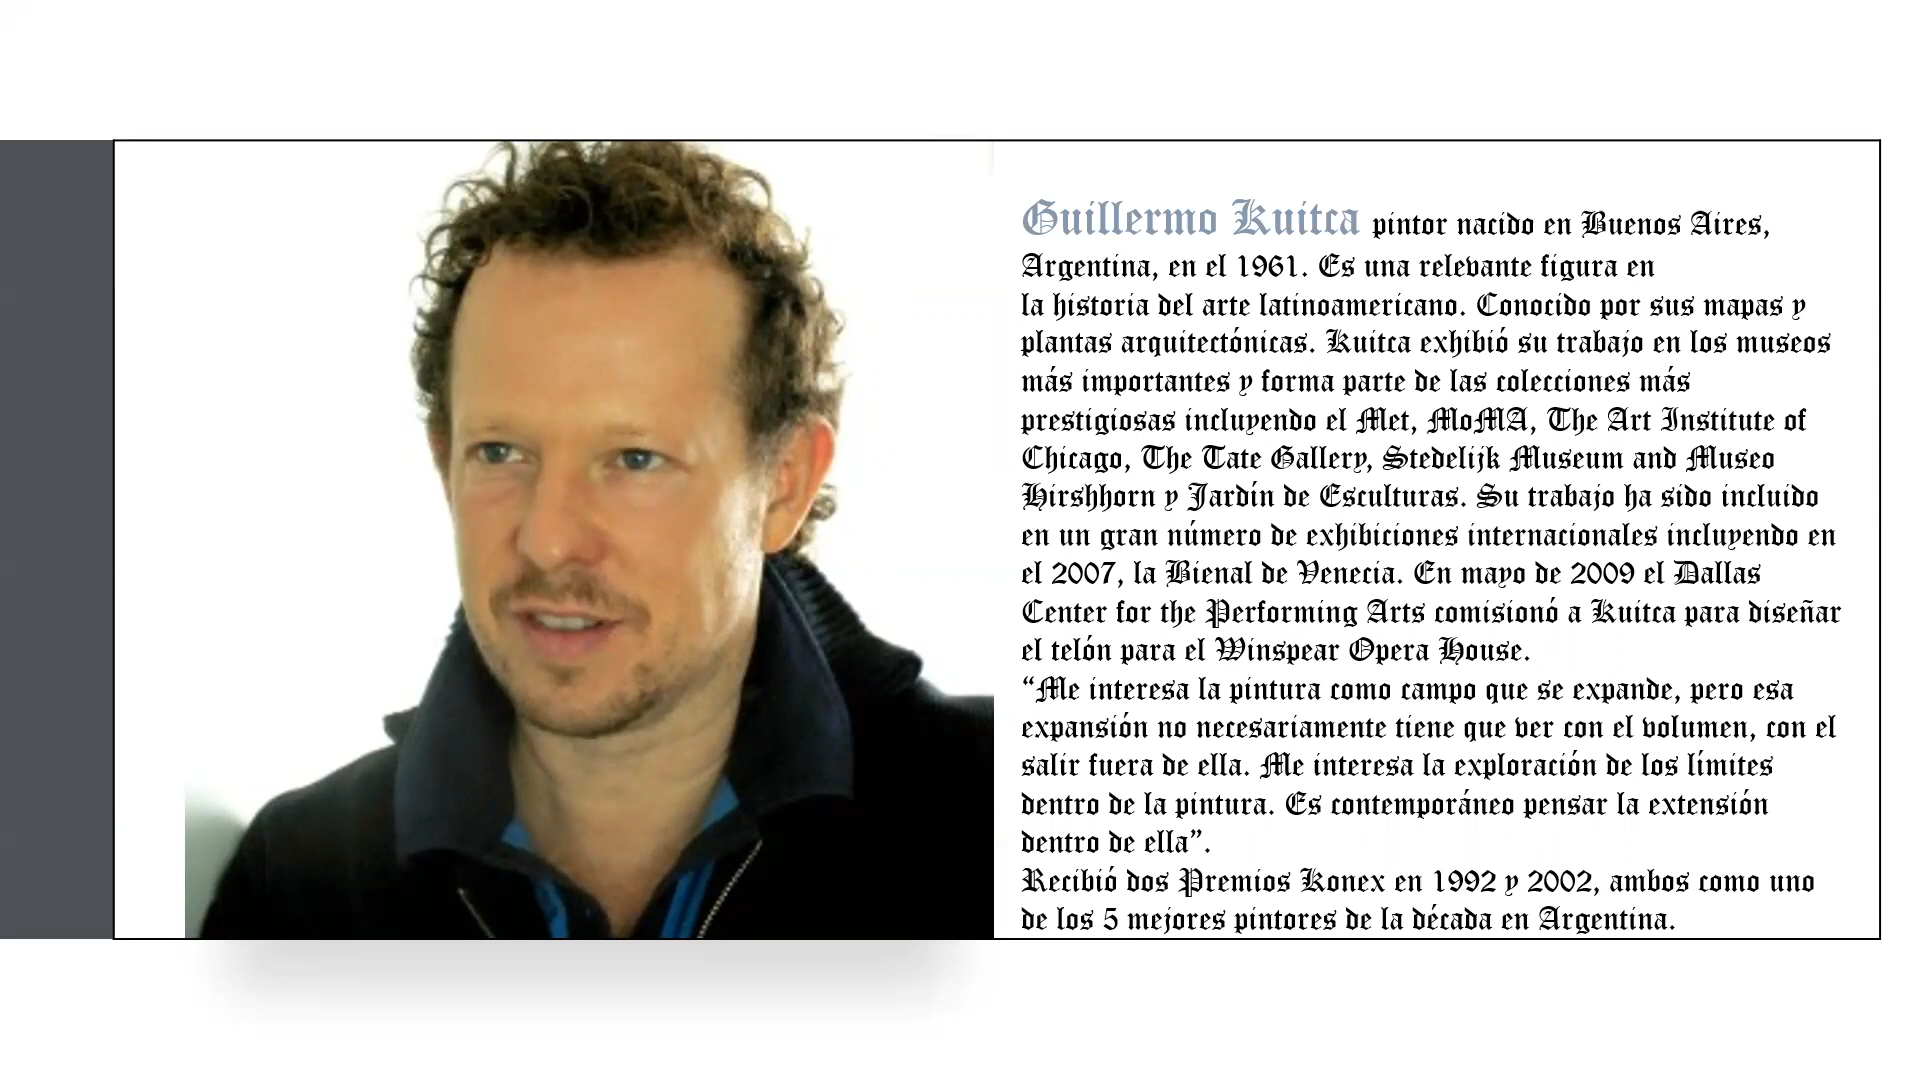 Guillermo Kuitca pintor nacido en Buenos Aires,
Argentina, en el 1961. Es una relevante figura en
la historia del arte latinoamericano. Conocido por sus mapas y
plantas arquitectónicas. Kuitca exhibió su trabajo en los museos
más importantes y forma parte de las colecciones más
prestigiosas incluyendo el Met, MoMA, The Art Institute of
Chicago, The Tate Gallery, Stedelijk Museum and Museo
Hirshhorn y Jardín de Esculturas. Su trabajo ha sido incluido
en un gran número de exhibiciones internacionales incluyendo en
el 2007, la Bienal de Venecia. En mayo de 2009 el Dallas
Center for the Performing Arts comisionó a Kuitca para diseñar
el telón para el Winspear Opera House.
“Me interesa la pintura como campo que se expande, pero esa
expansión no necesariamente tiene que ver con el volumen, con el
salir fuera de ella. Me interesa la exploración de los límites
dentro de la pintura. Es contemporáneo pensar la extensión
dentro de ella”.
Recibió dos Premios Konex en 1992 y 2002, ambos como uno
de los 5 mejores pintores de la década en Argentina.